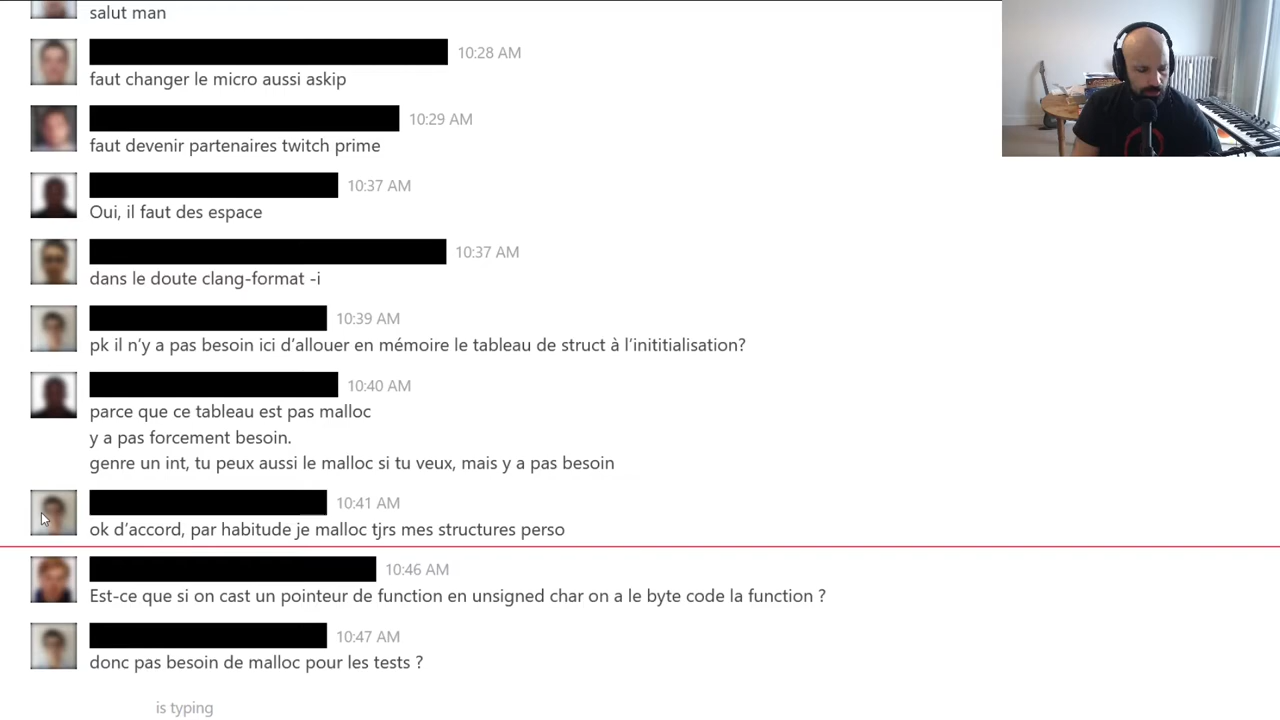 salut man
10:28 AM
faut changer le micro aussi askip
10:29 AM
faut devenir partenaires twitch prime
10:37 AM
Oui, il faut des espace
10:37 AM
dans le doute clang-format -i
10:39 AM
pk il n'y a pas besoin ici d'allouer en mémoire le tableau de struct à l'inititialisation?
10:40 AM
parce que ce tableau est pas malloc
y a pas forcement besoin.
genre un int, tu peux aussi le malloc si tu veux, mais y a pas besoin
10:41 AM
ok d'accord, par habitude je malloc tjrs mes structures perso
10:46 AM
Est-ce que si on cast un pointeur de function en unsigned char on a le byte code la function ?
10:47 AM
donc pas besoin de malloc pour les tests ?
is typing